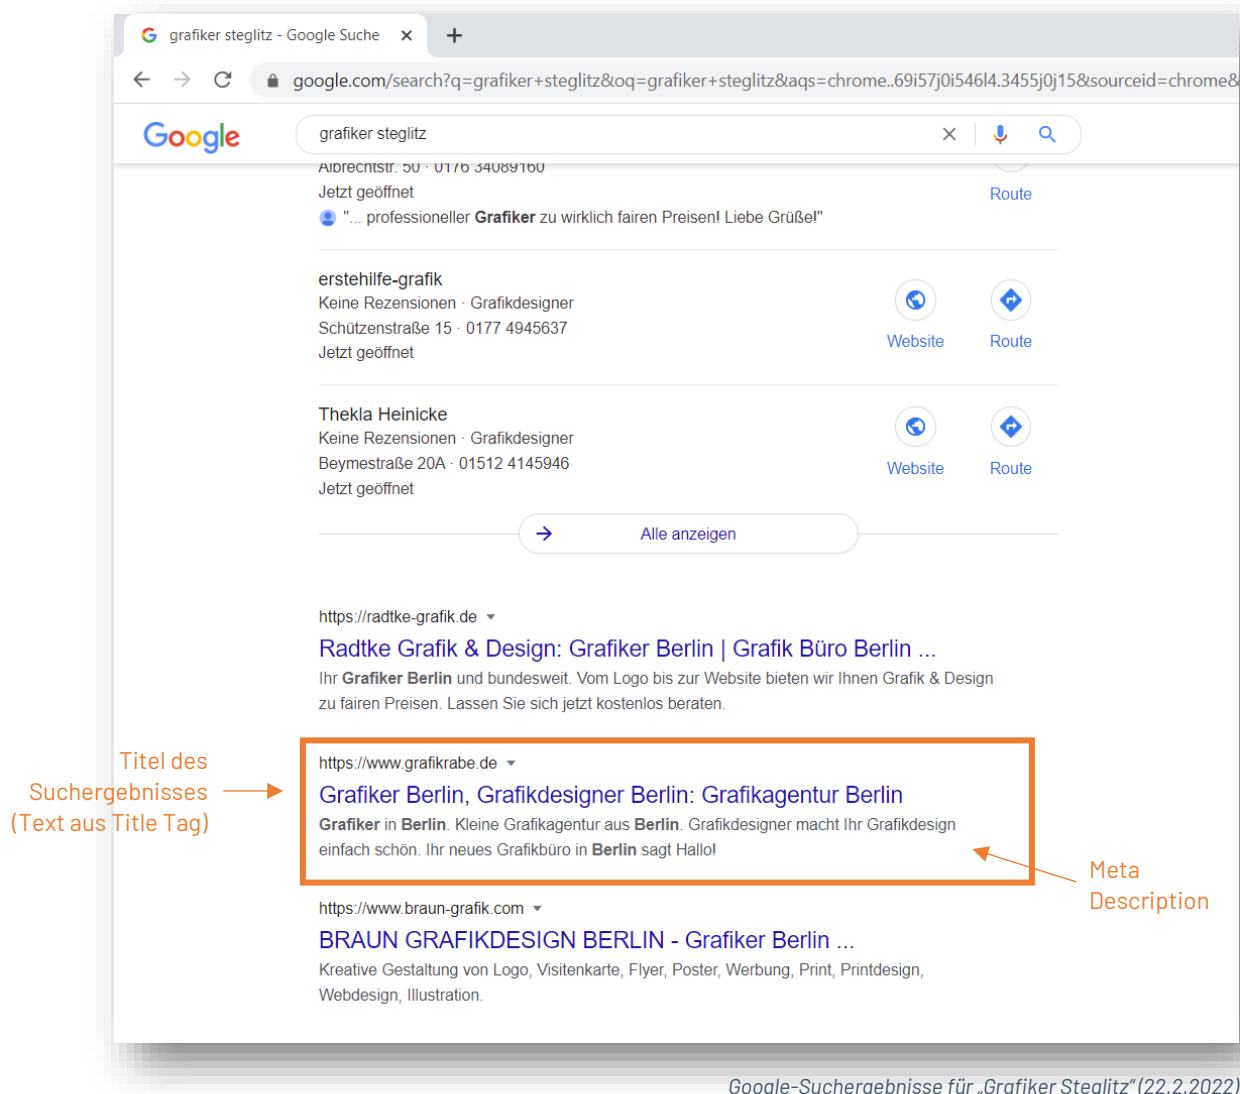 grafiker steglitz - Google Suche
google.com/search?q=grafiker+steglitz&oq=grafiker+steglitz&aqs=chrome..69i57j0i546l4.3455j0j15&sourceid=chrome&
Google
grafiker steglitz
Albrechtstr. 50 · 0176 34089160
Jetzt geöffnet
Route
"... professioneller Grafiker zu wirklich fairen Preisen! Liebe Grüße!"
erstehilfe-grafik
Keine Rezensionen · Grafikdesigner
Schützenstraße 15 · 0177 4945637
Jetzt geöffnet
Website
Route
Thekla Heinicke
Keine Rezensionen · Grafikdesigner
Beymestraße 20A · 01512 4145946
Jetzt geöffnet
Website
Route
Alle anzeigen
https://radtke-grafik.de
Radtke Grafik & Design: Grafiker Berlin | Grafik Büro Berlin ...
Ihr Grafiker Berlin und bundesweit. Vom Logo bis zur Website bieten wir Ihnen Grafik & Design
zu fairen Preisen. Lassen Sie sich jetzt kostenlos beraten.
Titel des
Suchergebnisses
(Text aus Title Tag)
https://www.grafikrabe.de
Grafiker Berlin, Grafikdesigner Berlin: Grafikagentur Berlin
Grafiker in Berlin. Kleine Grafikagentur aus Berlin. Grafikdesigner macht Ihr Grafikdesign
einfach schön. Ihr neues Grafikbüro in Berlin sagt Hallo!
Meta
Description
https://www.braun-grafik.com
BRAUN GRAFIKDESIGN BERLIN - Grafiker Berlin ...
Kreative Gestaltung von Logo, Visitenkarte, Flyer, Poster, Werbung, Print, Printdesign,
Webdesign, Illustration.
Google-Suchergebnisse für „Grafiker Steglitz“ (22.2.2022)